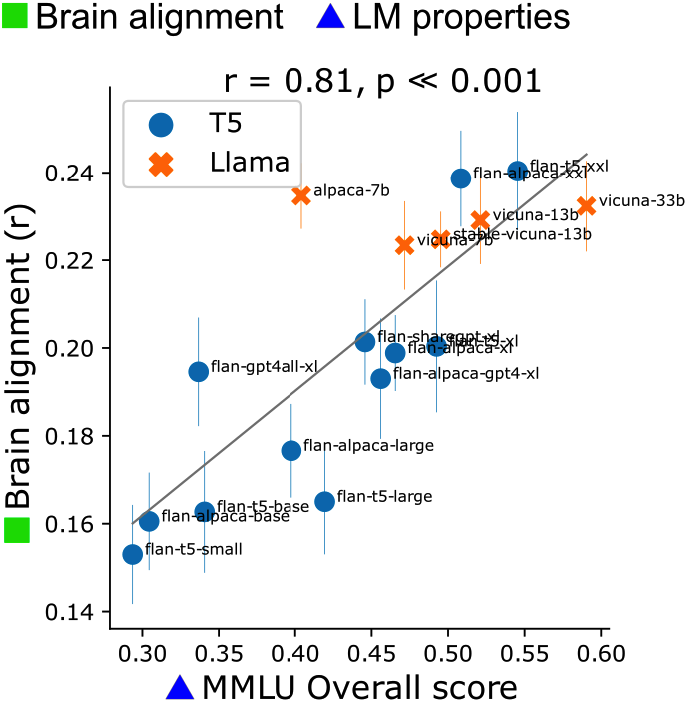 Brain alignment LM properties
r = 0.81, p ≪ 0.001
T5
Llama
Brain alignment (r)
0.24
0.22
0.20
0.18
0.16
0.14
flan-t5-xxl
flan-alpaca-xxl
alpaca-7b
vicuna-33b
vicuna-13b
stable-vicuna-13b
vicuna-7b
flan-sharegpt-xl
flan-t5-xl
flan-alpaca-xl
flan-gpt4all-xl
flan-alpaca-gpt4-xl
flan-alpaca-large
flan-t5-large
flan-t5-base
flan-alpaca-base
flan-t5-small
0.30 0.35 0.40 0.45 0.50 0.55 0.60
MMLU Overall score